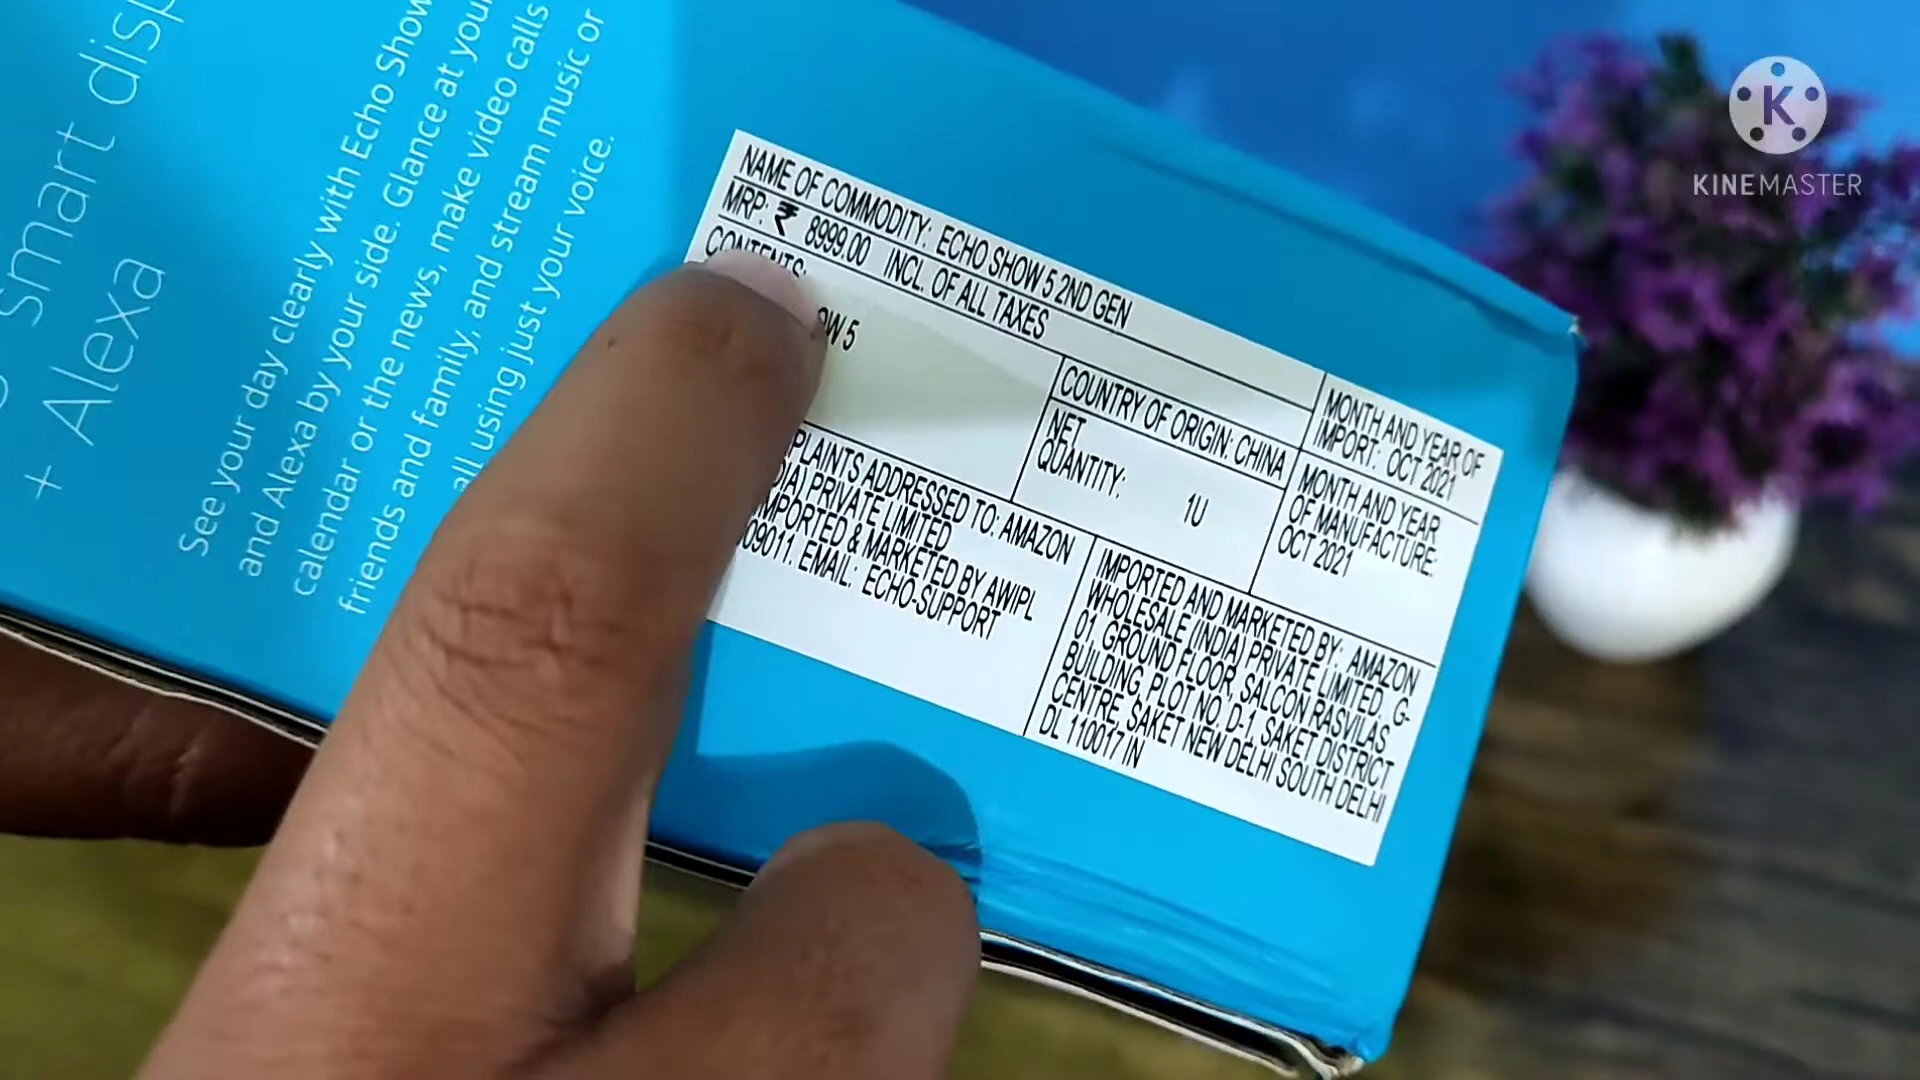 smart
+ Alexa
See your day clearly with Echo Show
and Alexa by your side. Glance at your
calendar or the news, make video calls
friends and family, and stream music or
all using just your voice.
NAME OF COMMODITY: ECHO SHOW 5 2ND GEN
MRP: ₹ 8999.00 INCL. OF ALL TAXES
CONTENTS:
5
COUNTRY OF ORIGIN: CHINA
NET
QUANTITY: 1U
MONTH AND YEAR OF
IMPORT: OCT 2021
MONTH AND YEAR
OF MANUFACTURE:
OCT 2021
ADDRESSED TO: AMAZON
PRIVATE LIMITED
IMPORTED & MARKETED BY AWIPL
EMAIL: ECHO-SUPPORT
IMPORTED AND MARKETED BY: AMAZON
WHOLESALE (INDIA) PRIVATE LIMITED, G-
01, GROUND FLOOR, SALCON RASVILAS
BUILDING, PLOT NO, D-1, SAKET DISTRICT
CENTRE, SAKET NEW DELHI SOUTH DELHI
DL 110017 IN
K
KINEMASTER